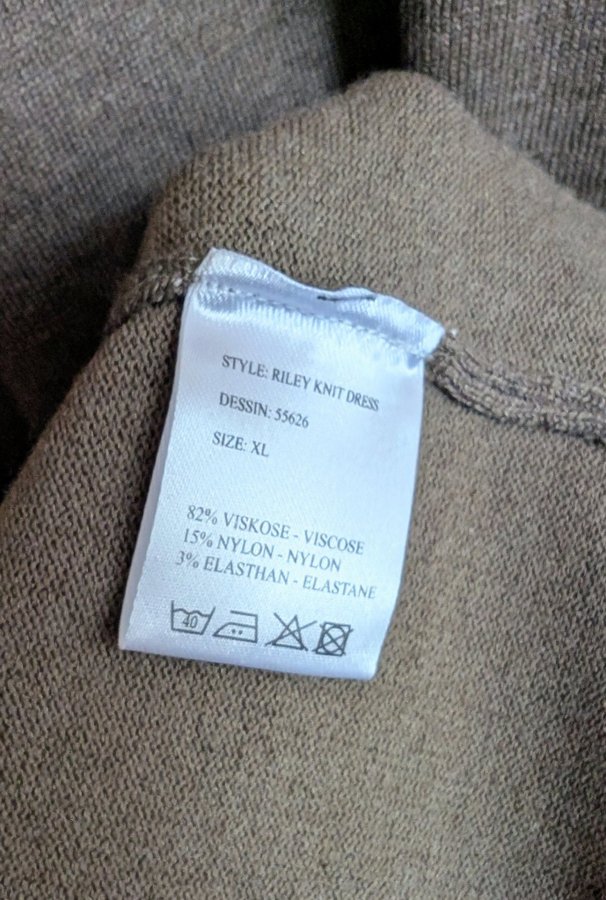 STYLE: RILEY KNIT DRESS
DESSIN: 55626
SIZE: XL
82% VISKOSE - VISCOSE
15% NYLON - NYLON
3% ELASTHAN - ELASTANE
40